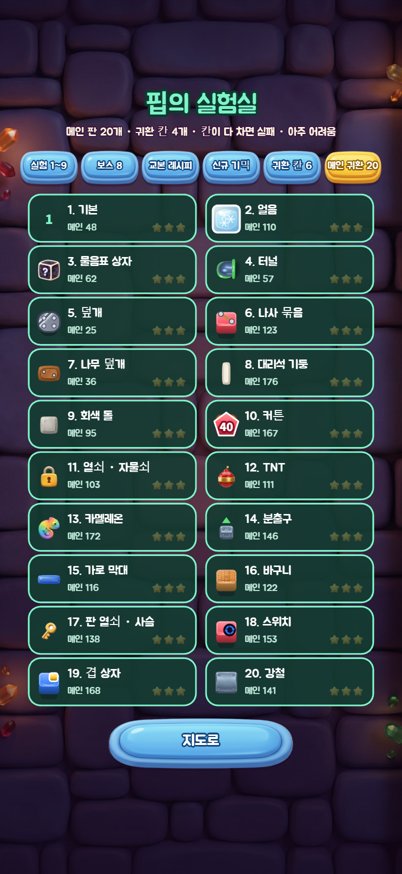 핍의 실험실
메인 판 20개 · 귀환 칸 4개 · 칸이 다 차면 실패 · 아주 어려움
실험 1~9
보스 8
교본 레시피
신규 기믹
귀환 칸 6
메인 귀환 20
1
1. 기본
메인 48
2. 얼음
메인 110
?
3. 물음표 상자
메인 62
4. 터널
메인 57
5. 덮개
메인 25
6. 나사 묶음
메인 123
7. 나무 덮개
메인 36
8. 대리석 기둥
메인 176
9. 회색 돌
메인 95
40
10. 커튼
메인 167
11. 열쇠 · 자물쇠
메인 103
12. TNT
메인 111
13. 카멜레온
메인 172
14. 분출구
메인 146
15. 가로 막대
메인 116
16. 바구니
메인 122
17. 판 열쇠 · 사슬
메인 138
18. 스위치
메인 153
19. 겹 상자
메인 168
20. 강철
메인 141
지도로